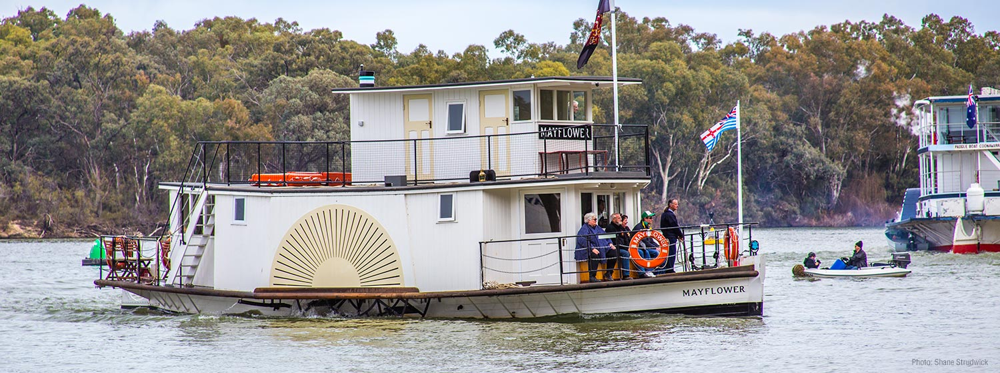 MAYFLOWER
PADDLE BOAT COONAWARRA
MAYFLOWER
MAYFLOWER
Photo: Shane Strudwick